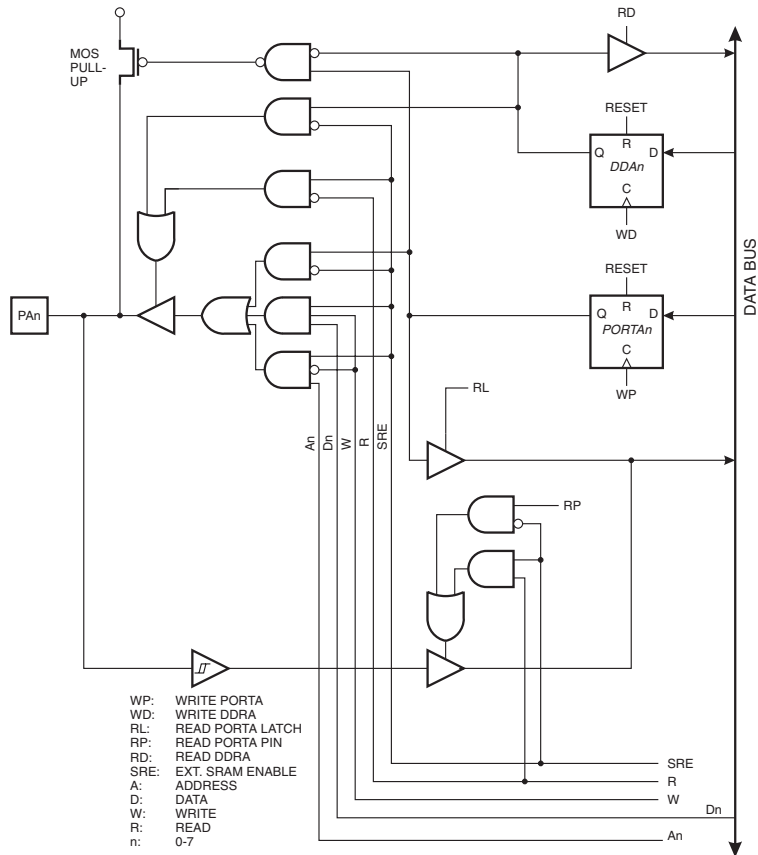 RD
MOS
PULL-
UP
RESET
R
Q
D
DDAn
C
WD
DATA BUS
RESET
R
Q
D
PORTAn
C
WP
PAn
RL
An
Dn
W
R
SRE
RP
WP: WRITE PORTA
WD: WRITE DDRA
RL: READ PORTA LATCH
RP: READ PORTA PIN
RD: READ DDRA
SRE: EXT. SRAM ENABLE
A: ADDRESS
D: DATA
W: WRITE
R: READ
n: 0-7
SRE
R
W
Dn
An